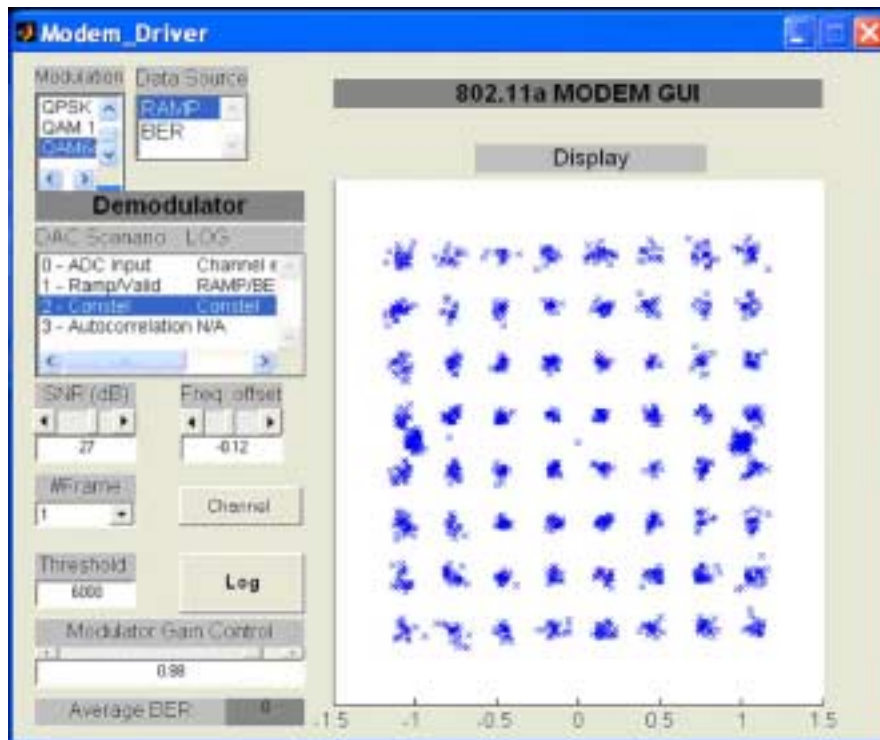 Modem_Driver
Modulation Data Source
QPSK
QAM 1
QAM64
RAMP
BER
802.11a MODEM GUI
Display
Demodulator
DAC Scenario LOG
0 - ADC input Channel e
1 - Ramp/Valid RAMP/BE
2 - Constel Constel
3 - Autocorrelation N/A
SNR (dB) Freq. offset
27 -0.12
#Frame
1
Channel
Threshold
6000
Log
Modulator Gain Control
0.98
Average BER: 0
-1.5 -1 -0.5 0 0.5 1 1.5